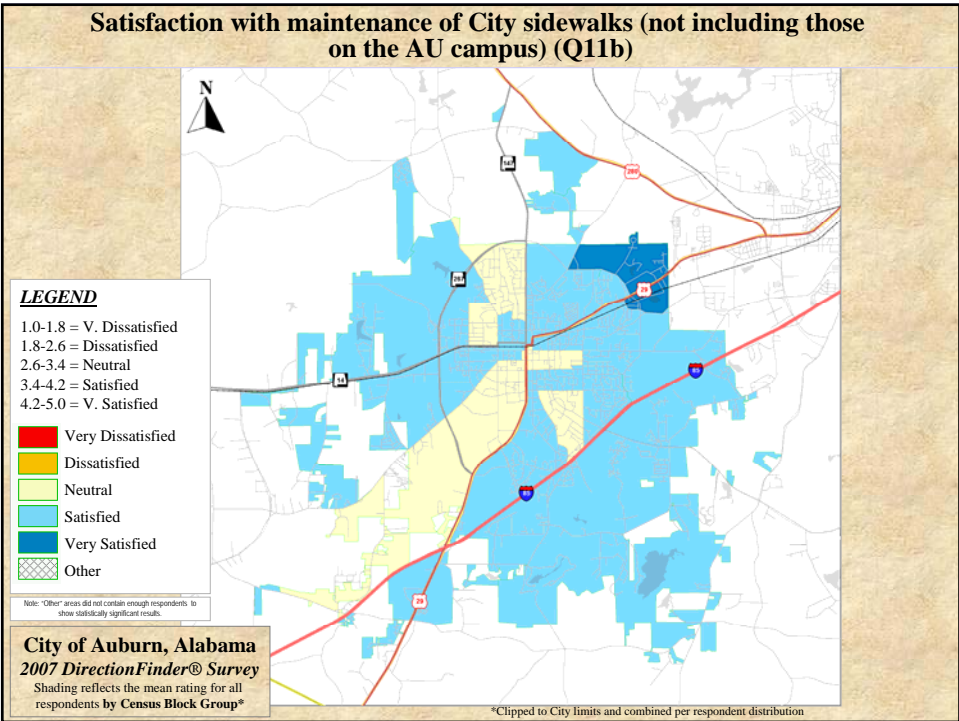 Satisfaction with maintenance of City sidewalks (not including those
on the AU campus) (Q11b)
N
147
280
267
29
14
85
85
29
LEGEND
1.0-1.8 = V. Dissatisfied
1.8-2.6 = Dissatisfied
2.6-3.4 = Neutral
3.4-4.2 = Satisfied
4.2-5.0 = V. Satisfied
Very Dissatisfied
Dissatisfied
Neutral
Satisfied
Very Satisfied
Other
Note: "Other" areas did not contain enough respondents to
show statistically significant results.
City of Auburn, Alabama
2007 DirectionFinder® Survey
Shading reflects the mean rating for all
respondents by Census Block Group*
*Clipped to City limits and combined per respondent distribution